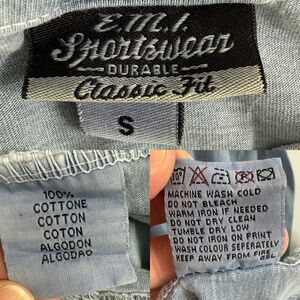 E.M.I.
Sportswear
DURABLE
Classic Fit
S
100%
COTTONE
COTTON
COTON
ALGODON
ALGODAO
30°
MACHINE WASH COLD
DO NOT BLEACH
WARM IRON IF NEEDED
DO NOT DRY CLEAN
TUMBLE DRY LOW
DO NOT IRON ON PRINT
WASH COLOUR SEPERATELY
KEEP AWAY FROM FIRE